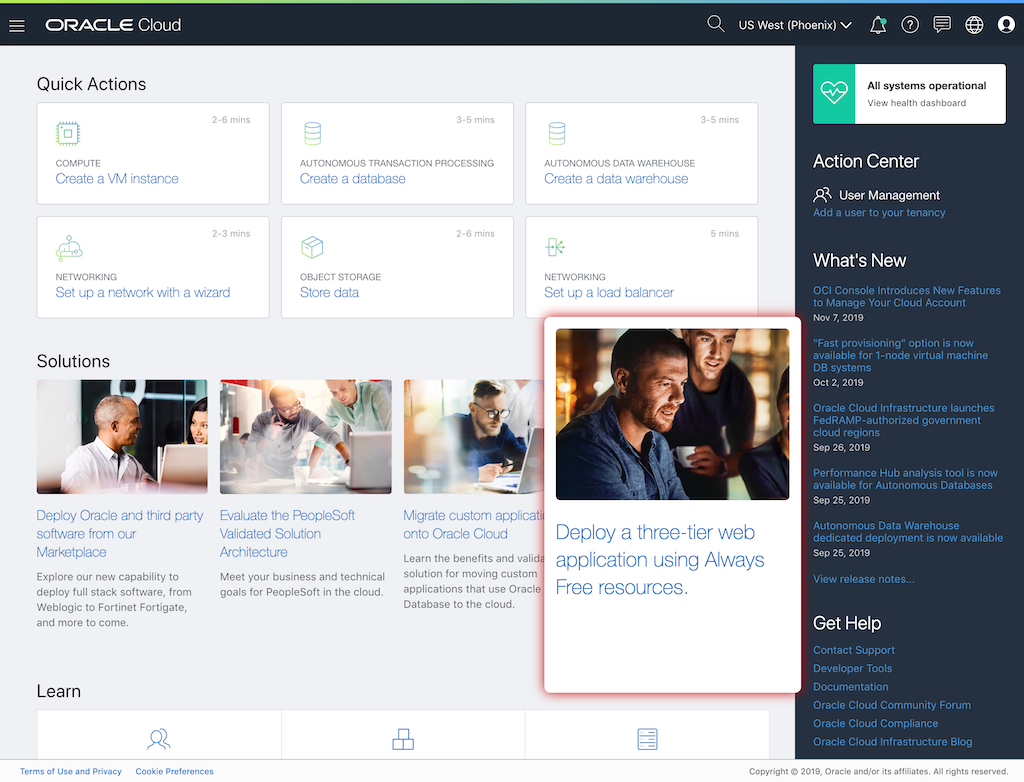 ORACLE Cloud
US West (Phoenix)
Quick Actions
2-6 mins
COMPUTE
Create a VM instance
3-5 mins
AUTONOMOUS TRANSACTION PROCESSING
Create a database
3-5 mins
AUTONOMOUS DATA WAREHOUSE
Create a data warehouse
2-3 mins
NETWORKING
Set up a network with a wizard
2-6 mins
OBJECT STORAGE
Store data
5 mins
NETWORKING
Set up a load balancer
Solutions
Deploy Oracle and third party
software from our
Marketplace
Explore our new capability to
deploy full stack software, from
Weblogic to Fortinet Fortigate,
and more to come.
Evaluate the PeopleSoft
Validated Solution
Architecture
Meet your business and technical
goals for PeopleSoft in the cloud.
Migrate custom applicatio
onto Oracle Cloud
Learn the benefits and valida
solution for moving custom
applications that use Oracle
Database to the cloud.
Deploy a three-tier web
application using Always
Free resources.
Learn
All systems operational
View health dashboard
Action Center
User Management
Add a user to your tenancy
What's New
OCI Console Introduces New Features
to Manage Your Cloud Account
Nov 7, 2019
"Fast provisioning" option is now
available for 1-node virtual machine
DB systems
Oct 2, 2019
Oracle Cloud Infrastructure launches
FedRAMP-authorized government
cloud regions
Sep 26, 2019
Performance Hub analysis tool is now
available for Autonomous Databases
Sep 25, 2019
Autonomous Data Warehouse
dedicated deployment is now available
Sep 25, 2019
View release notes...
Get Help
Contact Support
Developer Tools
Documentation
Oracle Cloud Community Forum
Oracle Cloud Compliance
Oracle Cloud Infrastructure Blog
Terms of Use and Privacy
Cookie Preferences
Copyright © 2019, Oracle and/or its affiliates. All rights reserved.